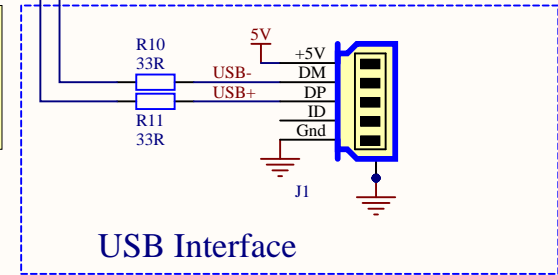 R10
33R
5V
+5V
USB-
DM
USB+
DP
R11
33R
ID
Gnd
J1
USB Interface